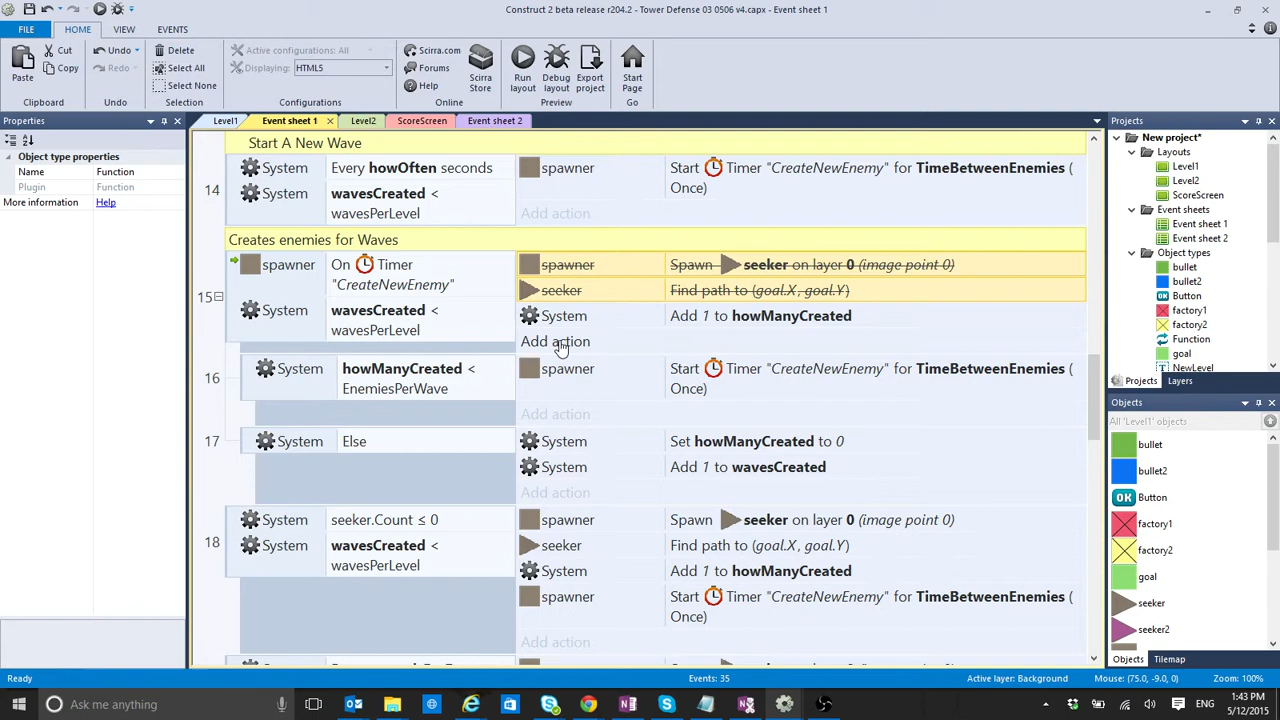 Construct 2 beta release r204.2 - Tower Defense 03 0506 v4.capx - Event sheet 1
FILE HOME VIEW EVENTS
Paste Cut Copy
Clipboard
Undo Redo
Undo
Delete Select All Select None
Selection
Active configurations: All
Displaying: HTML5
Configurations
Scirra.com Forums Help
Scirra Store
Online
Run layout Debug layout Export project
Preview
Start Page
Go
Properties
Object type properties
Name Function
Plugin Function
More information Help
Level1 Event sheet 1 Level2 ScoreScreen Event sheet 2
Start A New Wave
14
System Every howOften seconds
System wavesCreated < wavesPerLevel
spawner Start Timer "CreateNewEnemy" for TimeBetweenEnemies (
Once)
Add action
Creates enemies for Waves
15
spawner On Timer
"CreateNewEnemy"
System wavesCreated <
wavesPerLevel
spawner Spawn seeker on layer 0 (image point 0)
seeker Find path to (goal.X, goal.Y)
System Add 1 to howManyCreated
Add action
16
System howManyCreated <
EnemiesPerWave
spawner Start Timer "CreateNewEnemy" for TimeBetweenEnemies (
Once)
Add action
17
System Else
System Set howManyCreated to 0
System Add 1 to wavesCreated
Add action
18
System seeker.Count ≤ 0
System wavesCreated <
wavesPerLevel
spawner Spawn seeker on layer 0 (image point 0)
seeker Find path to (goal.X, goal.Y)
System Add 1 to howManyCreated
spawner Start Timer "CreateNewEnemy" for TimeBetweenEnemies (
Once)
Add action
Projects
New project*
Layouts
Level1
Level2
ScoreScreen
Event sheets
Event sheet 1
Event sheet 2
Object types
bullet
bullet2
Button
factory1
factory2
Function
goal
NewLevel
Projects Layers
Objects
All 'Level1' objects
bullet
bullet2
OK Button
factory1
factory2
goal
seeker
seeker2
Objects Tilemap
Ready Events: 35 Active layer: Background Mouse: (75.0, -9.0, 0) Zoom: 100%
Ask me anything
ENG
1:43 PM
5/12/2015